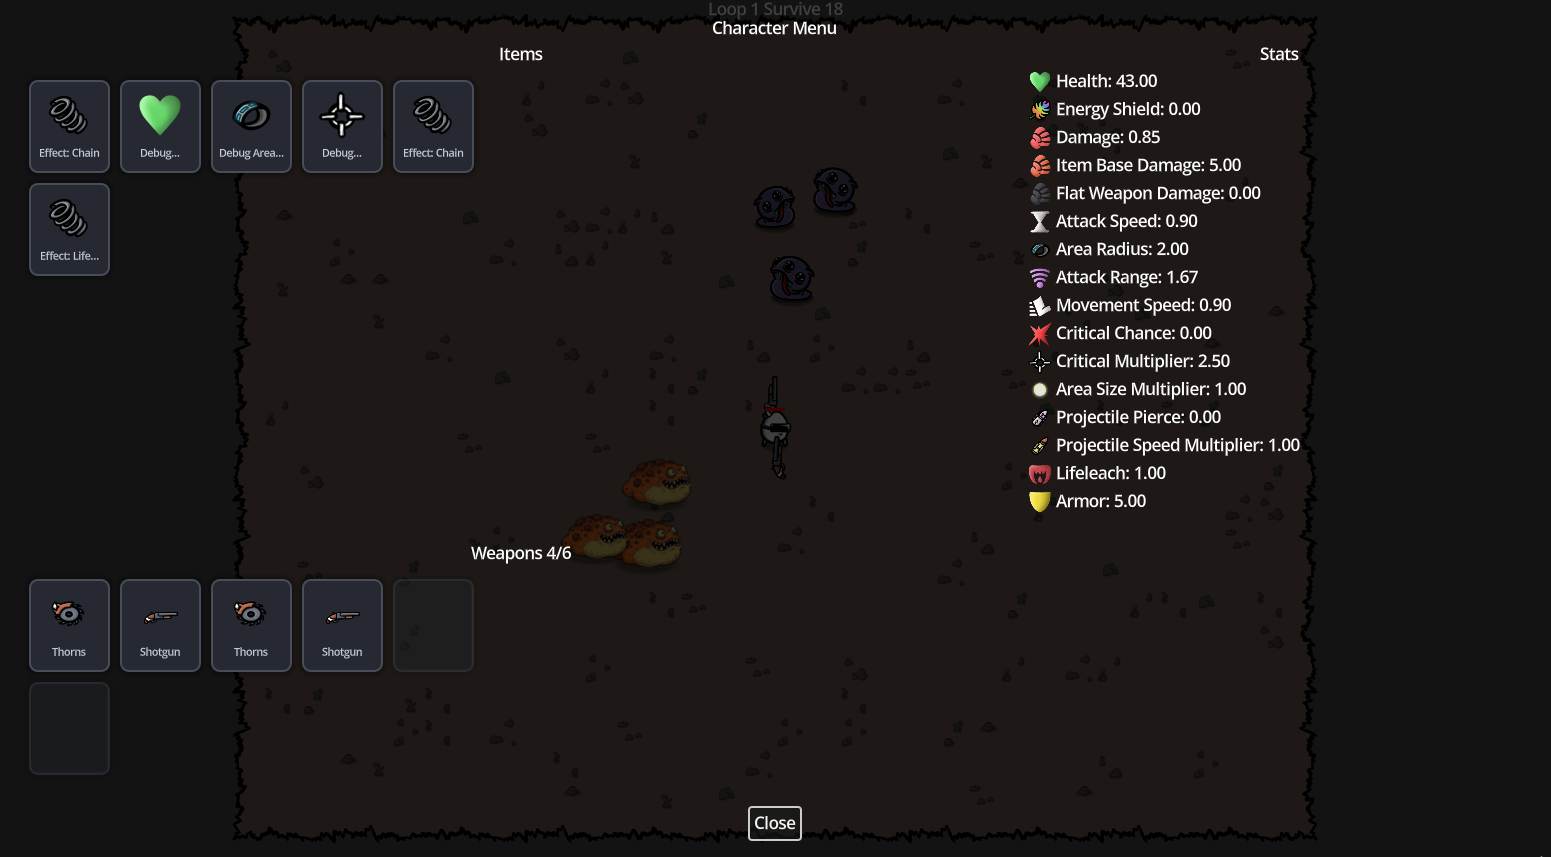 Loop 1 Survive 18
Character Menu
Items
Stats
Effect: Chain
Debug...
Debug Area...
Debug...
Effect: Chain
Effect: Life...
Health: 43.00
Energy Shield: 0.00
Damage: 0.85
Item Base Damage: 5.00
Flat Weapon Damage: 0.00
Attack Speed: 0.90
Area Radius: 2.00
Attack Range: 1.67
Movement Speed: 0.90
Critical Chance: 0.00
Critical Multiplier: 2.50
Area Size Multiplier: 1.00
Projectile Pierce: 0.00
Projectile Speed Multiplier: 1.00
Lifeleach: 1.00
Armor: 5.00
Weapons 4/6
Thorns
Shotgun
Thorns
Shotgun
Close